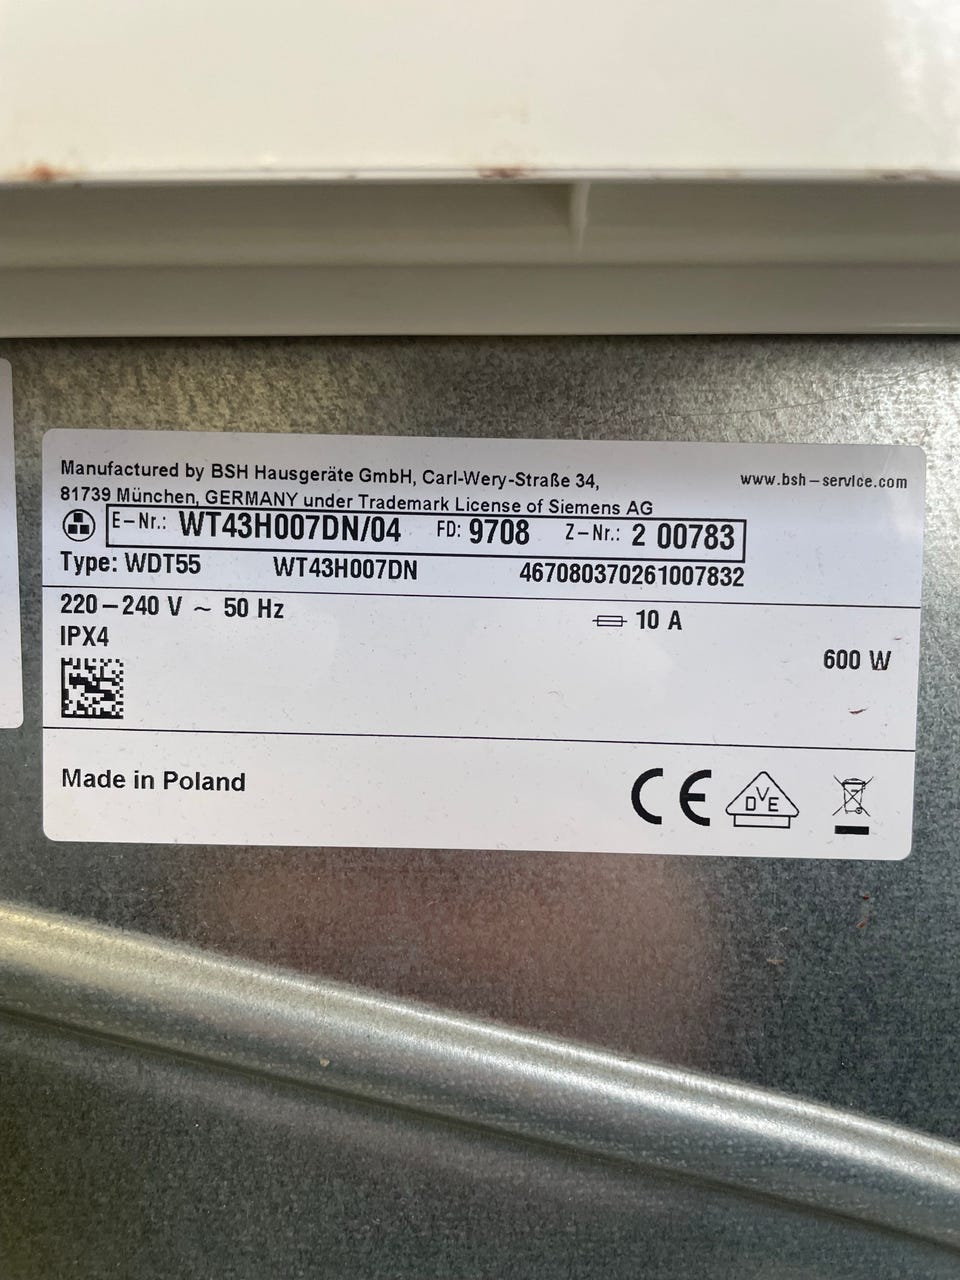 Manufactured by BSH Hausgeräte GmbH, Carl-Wery-Straße 34, www.bsh-service.com
81739 München, GERMANY under Trademark License of Siemens AG
E-Nr.: WT43H007DN/04 FD: 9708 Z-Nr.: 2 00783
Type: WDT55 WT43H007DN 467080370261007832
220-240 V ~ 50 Hz 10 A
IPX4
600 W
Made in Poland CE DVE